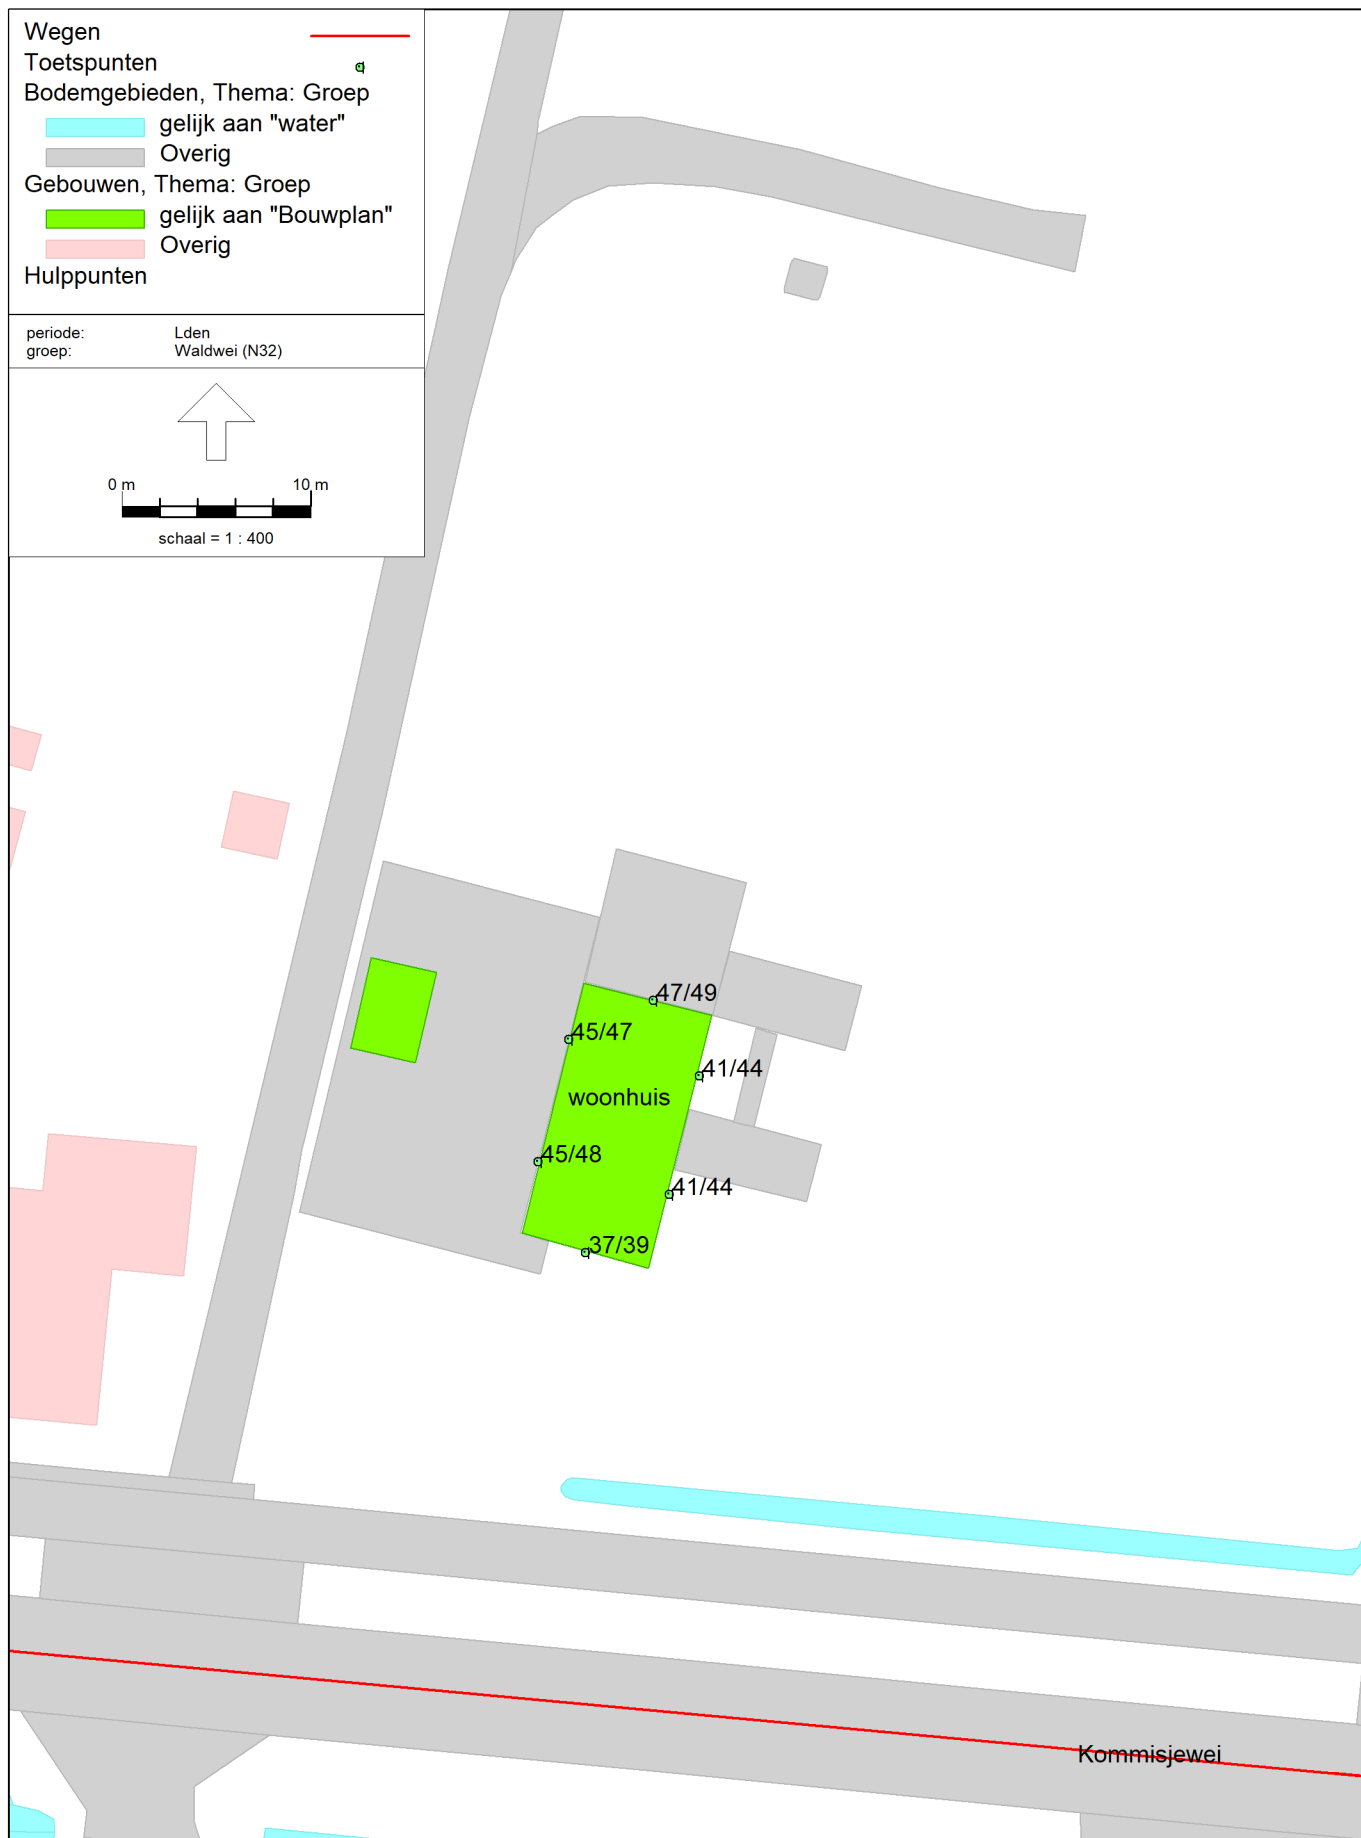 Wegen
Toetspunten
Bodemgebieden, Thema: Groep
gelijk aan "water"
Overig
Gebouwen, Thema: Groep
gelijk aan "Bouwplan"
Overig
Hulppunten
periode: Lden
groep: Waldwei (N32)
0 m 10 m
schaal = 1 : 400
47/49
45/47
41/44
woonhuis
45/48
41/44
37/39
Kommisjewei